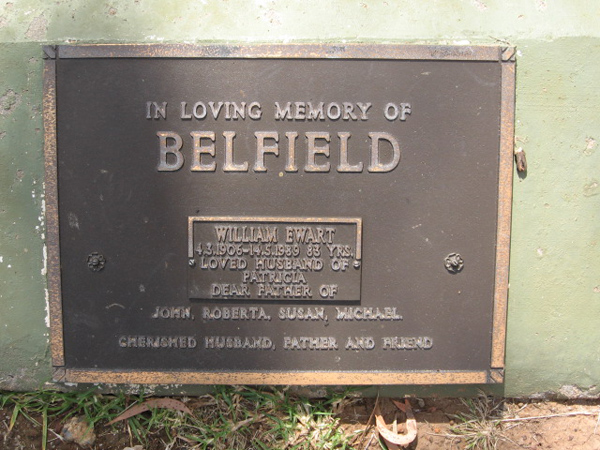 IN LOVING MEMORY OF
BELFIELD
WILLIAM EWART
4.3.1906-14.5.1989 83 YRS.
LOVED HUSBAND OF
PATRICIA
DEAR FATHER OF
JOHN, ROBERTA, SUSAN, MICHAEL.
CHERISHED HUSBAND, FATHER AND FRIEND